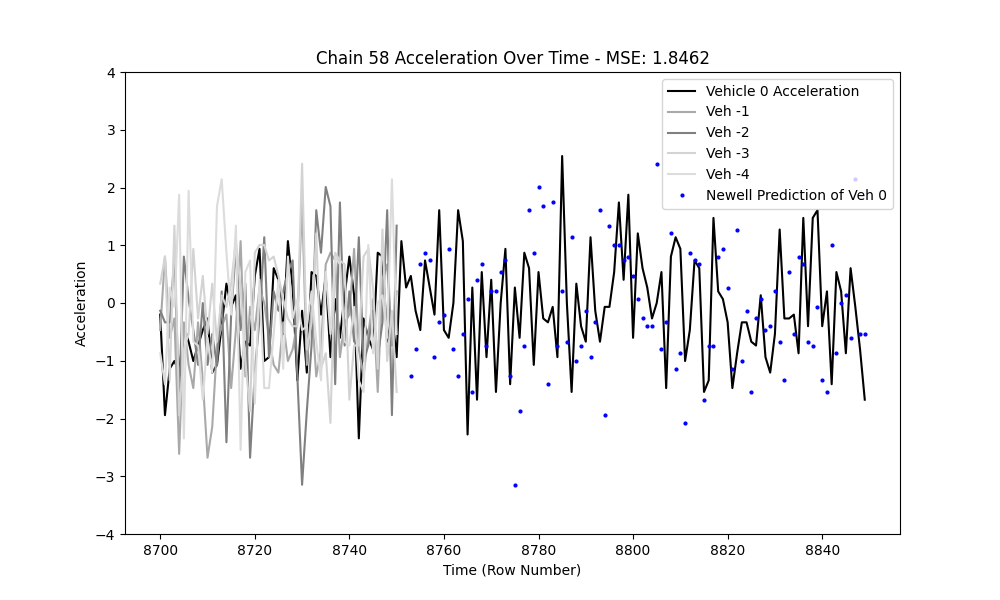 Chain 58 Acceleration Over Time - MSE: 1.8462
Vehicle 0 Acceleration
Veh -1
Veh -2
Veh -3
Veh -4
Newell Prediction of Veh 0
Acceleration
4
3
2
1
0
−1
−2
−3
−4
8700 8720 8740 8760 8780 8800 8820 8840
Time (Row Number)